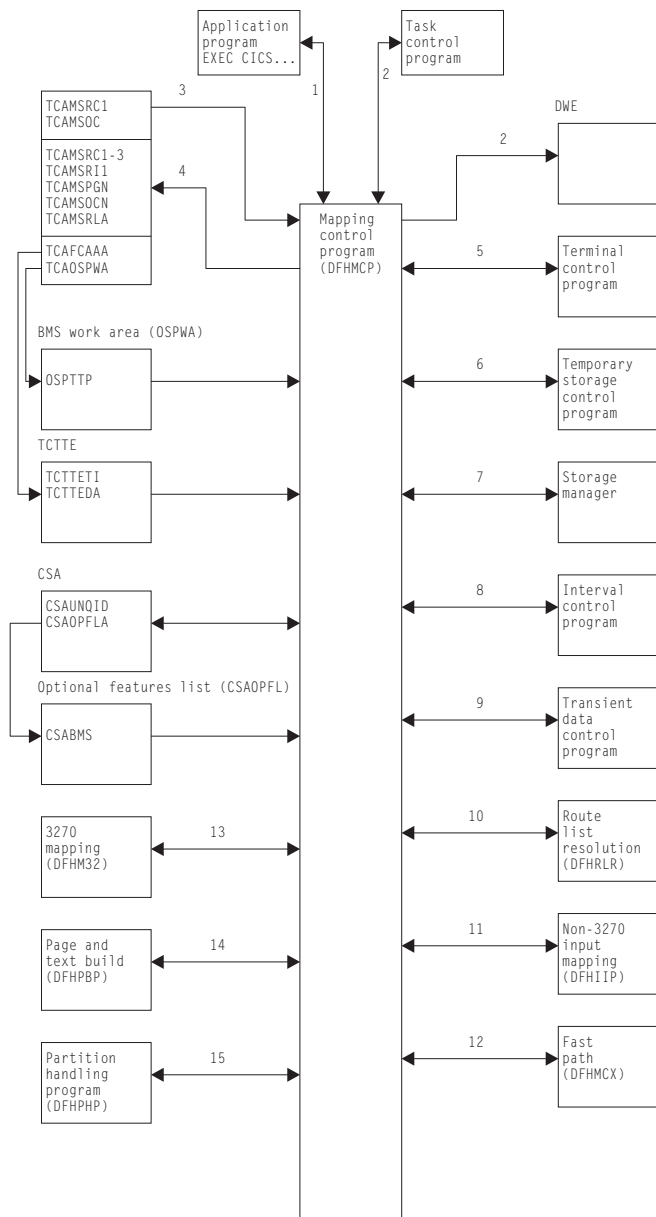 Application
program
EXEC CICS...
Task
control
program
1
2
3
TCAMSRC1
TCAMSOC
DWE
2
TCAMSRC1-3
TCAMSRI1
TCAMSPGN
TCAMSOCN
TCAMSRLA
4
TCAFCAAA
TCAOSPWA
Mapping
control
program
(DFHMCP)
5
Terminal
control
program
BMS work area (OSPWA)
OSPTTP
6
Temporary
storage
control
program
TCTTE
TCTTETI
TCTTEDA
7
Storage
manager
CSA
CSAUNQID
CSAOPFLA
8
Interval
control
program
Optional features list (CSAOPFL)
CSABMS
9
Transient
data
control
program
3270
mapping
(DFHM32)
13
10
Route
list
resolution
(DFHRLR)
Page and
text build
(DFHPBP)
14
11
Non-3270
input
mapping
(DFHIIP)
Partition
handling
program
(DFHPHP)
15
12
Fast
path
(DFHMCX)